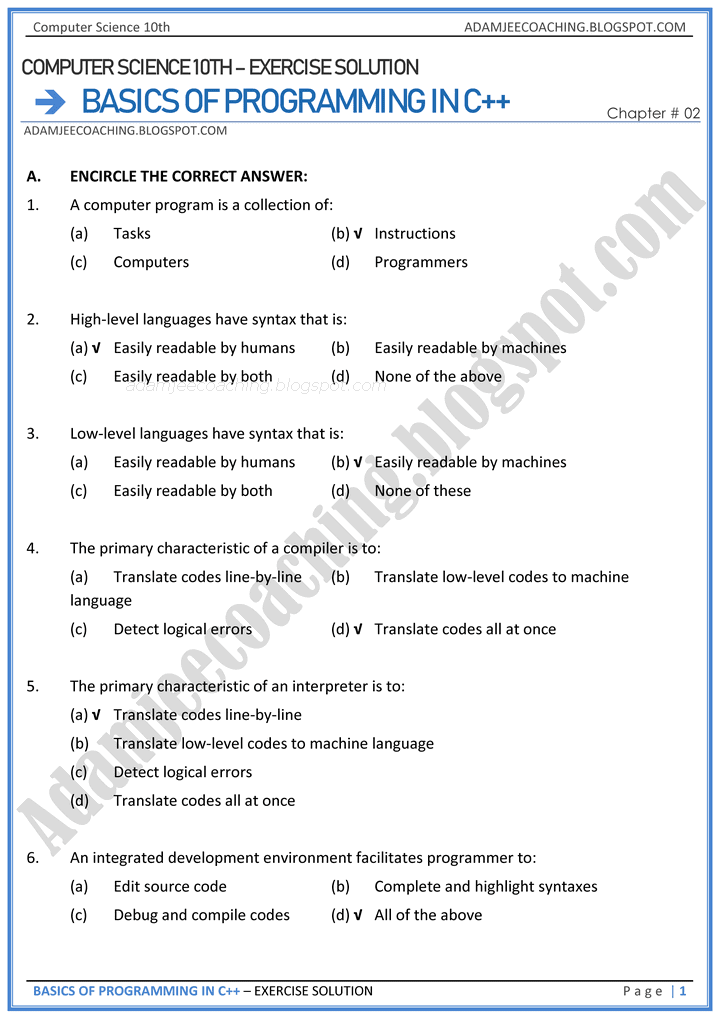 Computer Science 10th ADAMJEECOACHING.BLOGSPOT.COM
COMPUTER SCIENCE 10TH – EXERCISE SOLUTION
➔ BASICS OF PROGRAMMING IN C++
Chapter # 02
ADAMJEECOACHING.BLOGSPOT.COM
A. ENCIRCLE THE CORRECT ANSWER:
1. A computer program is a collection of:
(a) Tasks (b) √ Instructions
(c) Computers (d) Programmers
2. High-level languages have syntax that is:
(a) √ Easily readable by humans (b) Easily readable by machines
(c) Easily readable by both (d) None of the above
adamjeecoaching.blogspot.com
3. Low-level languages have syntax that is:
(a) Easily readable by humans (b) √ Easily readable by machines
(c) Easily readable by both (d) None of these
4. The primary characteristic of a compiler is to:
(a) Translate codes line-by-line (b) Translate low-level codes to machine
language
(c) Detect logical errors (d) √ Translate codes all at once
5. The primary characteristic of an interpreter is to:
(a) √ Translate codes line-by-line
(b) Translate low-level codes to machine language
(c) Detect logical errors
(d) Translate codes all at once
6. An integrated development environment facilitates programmer to:
(a) Edit source code (b) Complete and highlight syntaxes
(c) Debug and compile codes (d) √ All of the above
Adamjeecoaching.blogspot.com
BASICS OF PROGRAMMING IN C++ – EXERCISE SOLUTION Page | 1